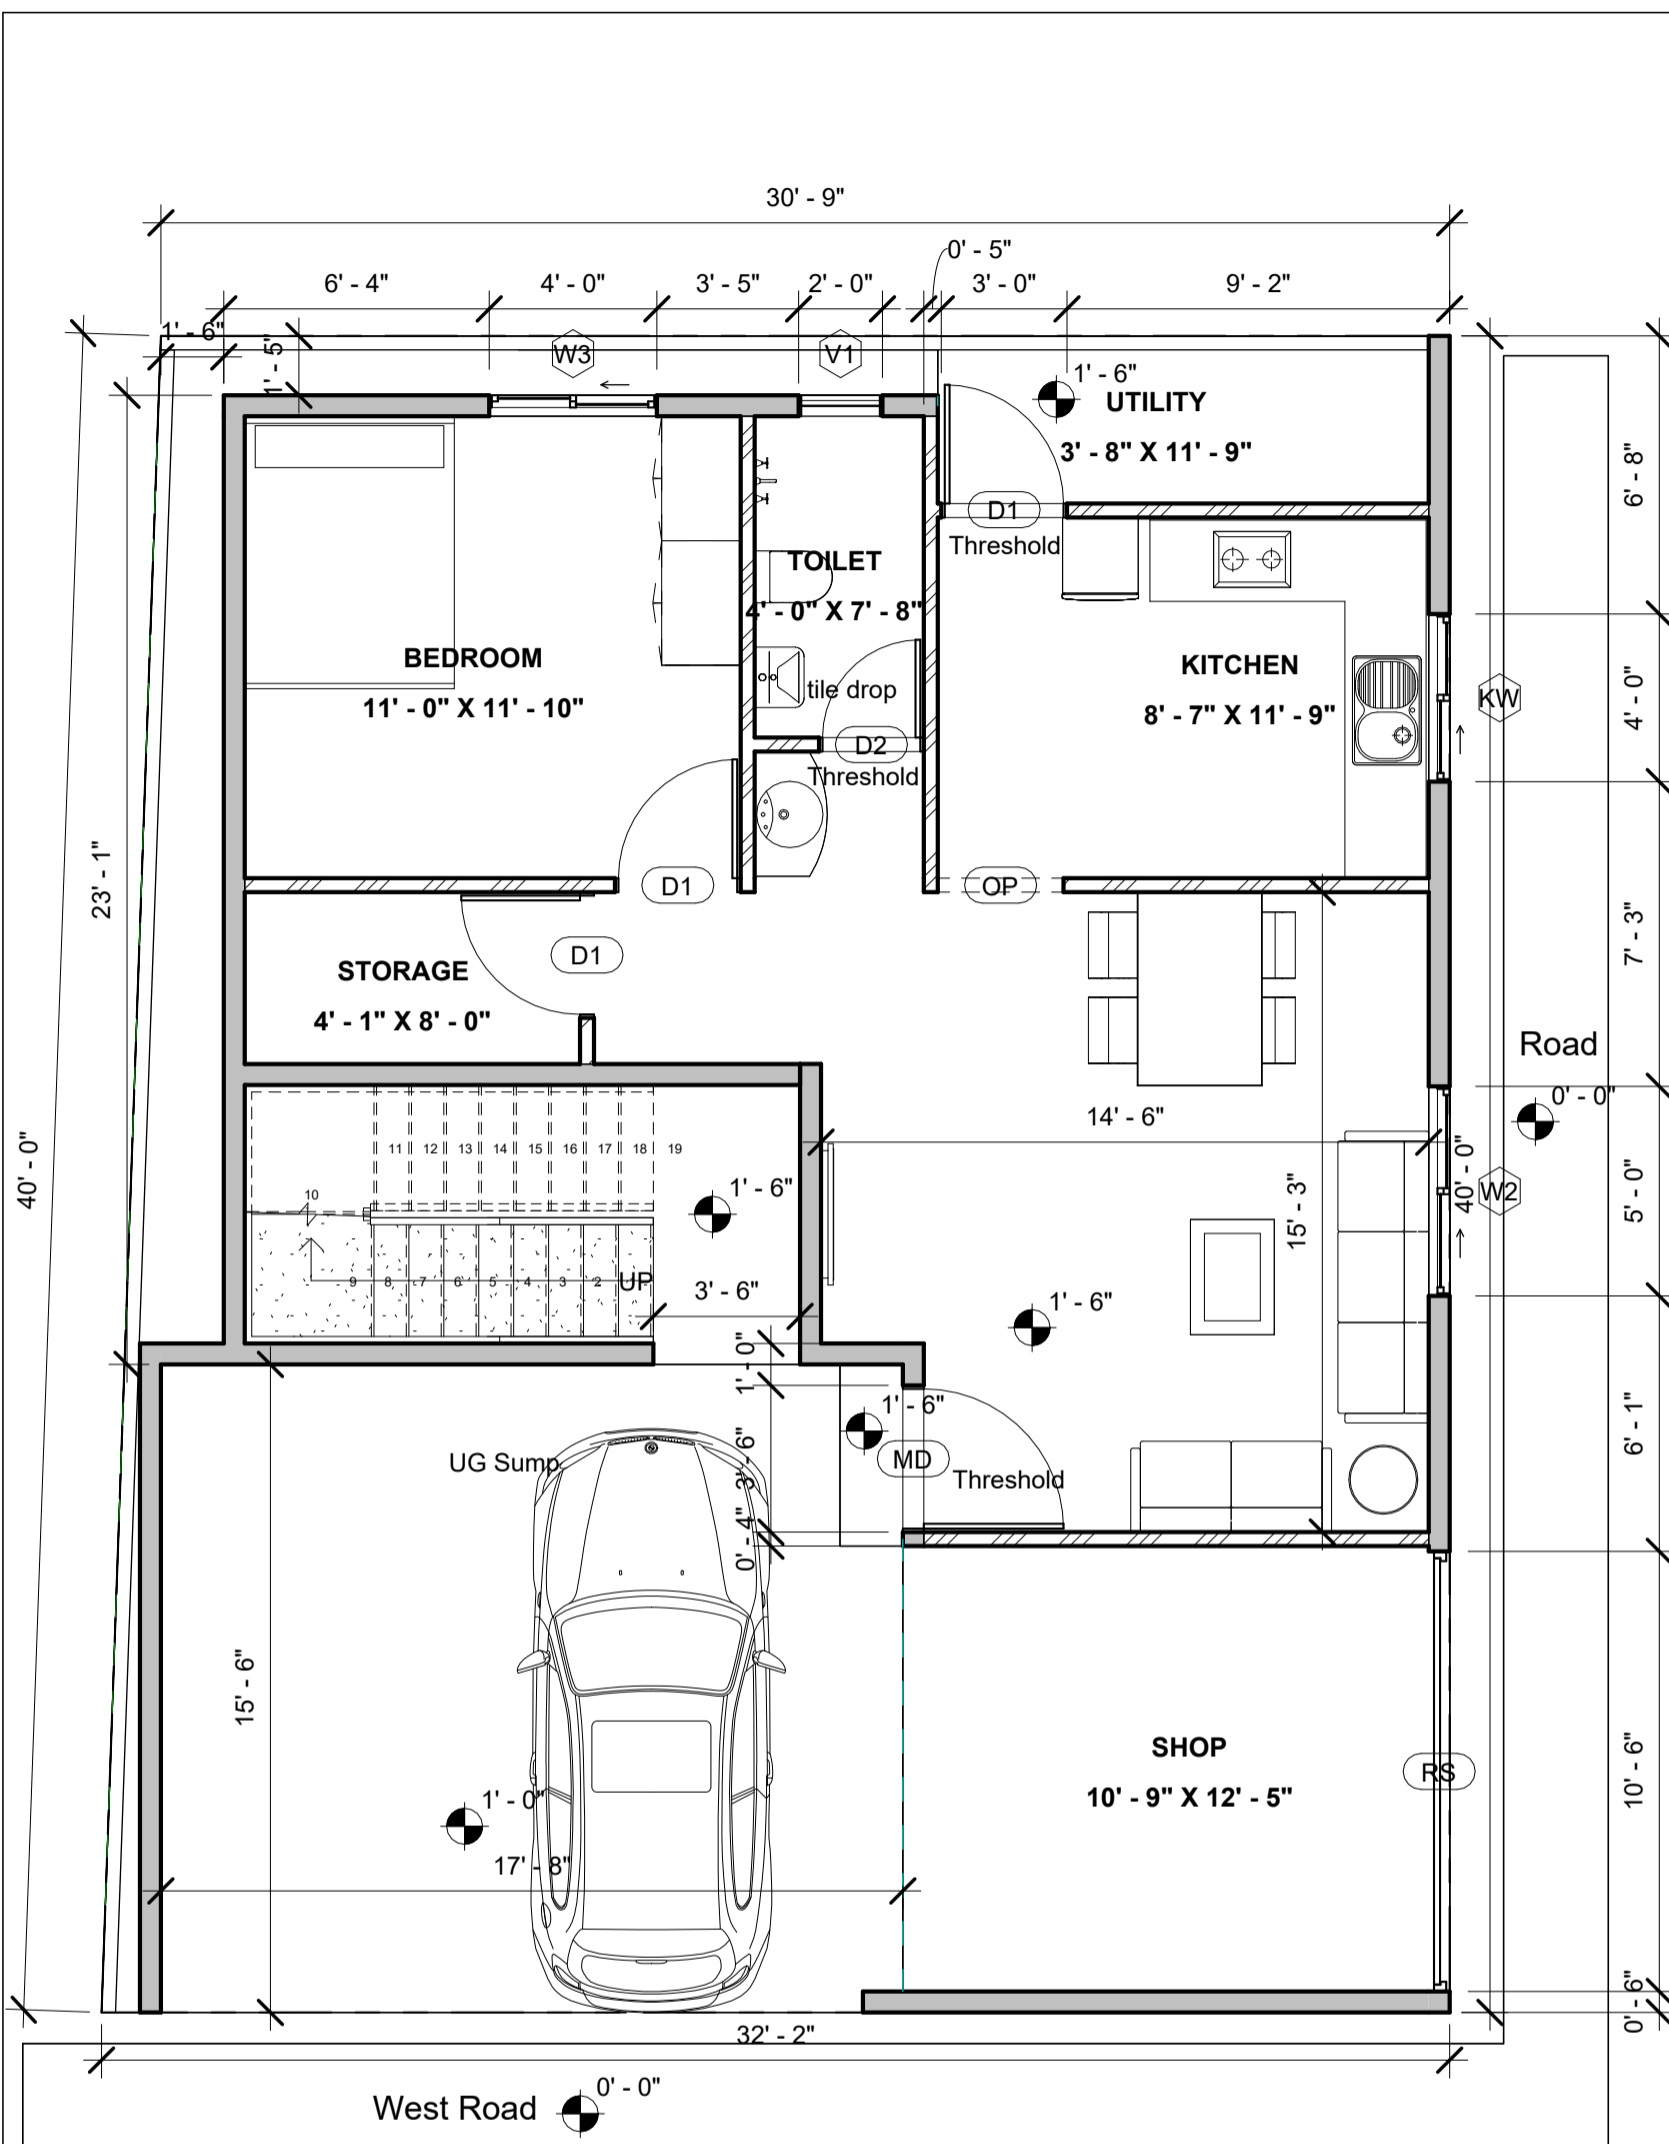 30' - 9"
0' - 5"
6' - 4"
4' - 0"
3' - 5"
2' - 0"
3' - 0"
9' - 2"
1' - 6"
1' - 5"
W3
V1
1' - 6"
UTILITY
3' - 8" X 11' - 9"
6' - 8"
D1
Threshold
TOILET
4' - 0" X 7' - 8"
BEDROOM
11' - 0" X 11' - 10"
KITCHEN
8' - 7" X 11' - 9"
tile drop
KW
4' - 0"
D2
Threshold
23' - 1"
D1
OP
7' - 3"
D1
STORAGE
4' - 1" X 8' - 0"
Road
0' - 0"
14' - 6"
40' - 0"
11 12 13 14 15 16 17 18 19
10
1' - 6"
15' - 3"
40' - 0"
W2
5' - 0"
9 8 7 6 5 4 3 2 UP
3' - 6"
1' - 6"
1' - 0"
1' - 6"
6' - 1"
UG Sump
3' - 6"
MD
Threshold
0' - 4"
15' - 6"
SHOP
10' - 9" X 12' - 5"
RS
10' - 6"
1' - 0"
17' - 8"
0' - 6"
32' - 2"
West Road
0' - 0"